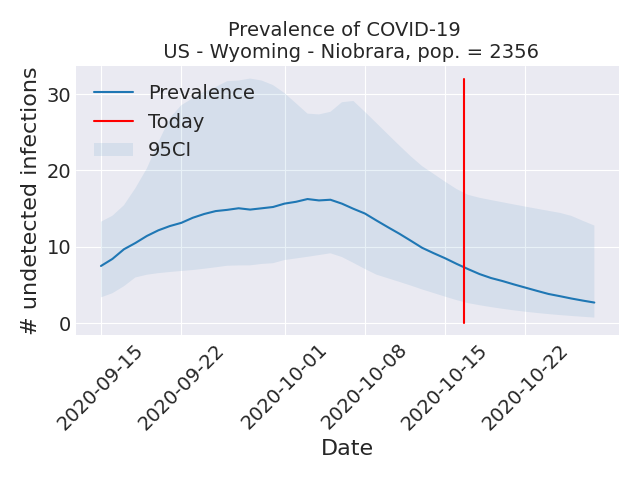 Prevalence of COVID-19
US - Wyoming - Niobrara, pop. = 2356
# undetected infections
30
20
10
0
Prevalence
Today
95CI
2020-09-15
2020-09-22
2020-10-01
2020-10-08
2020-10-15
2020-10-22
Date